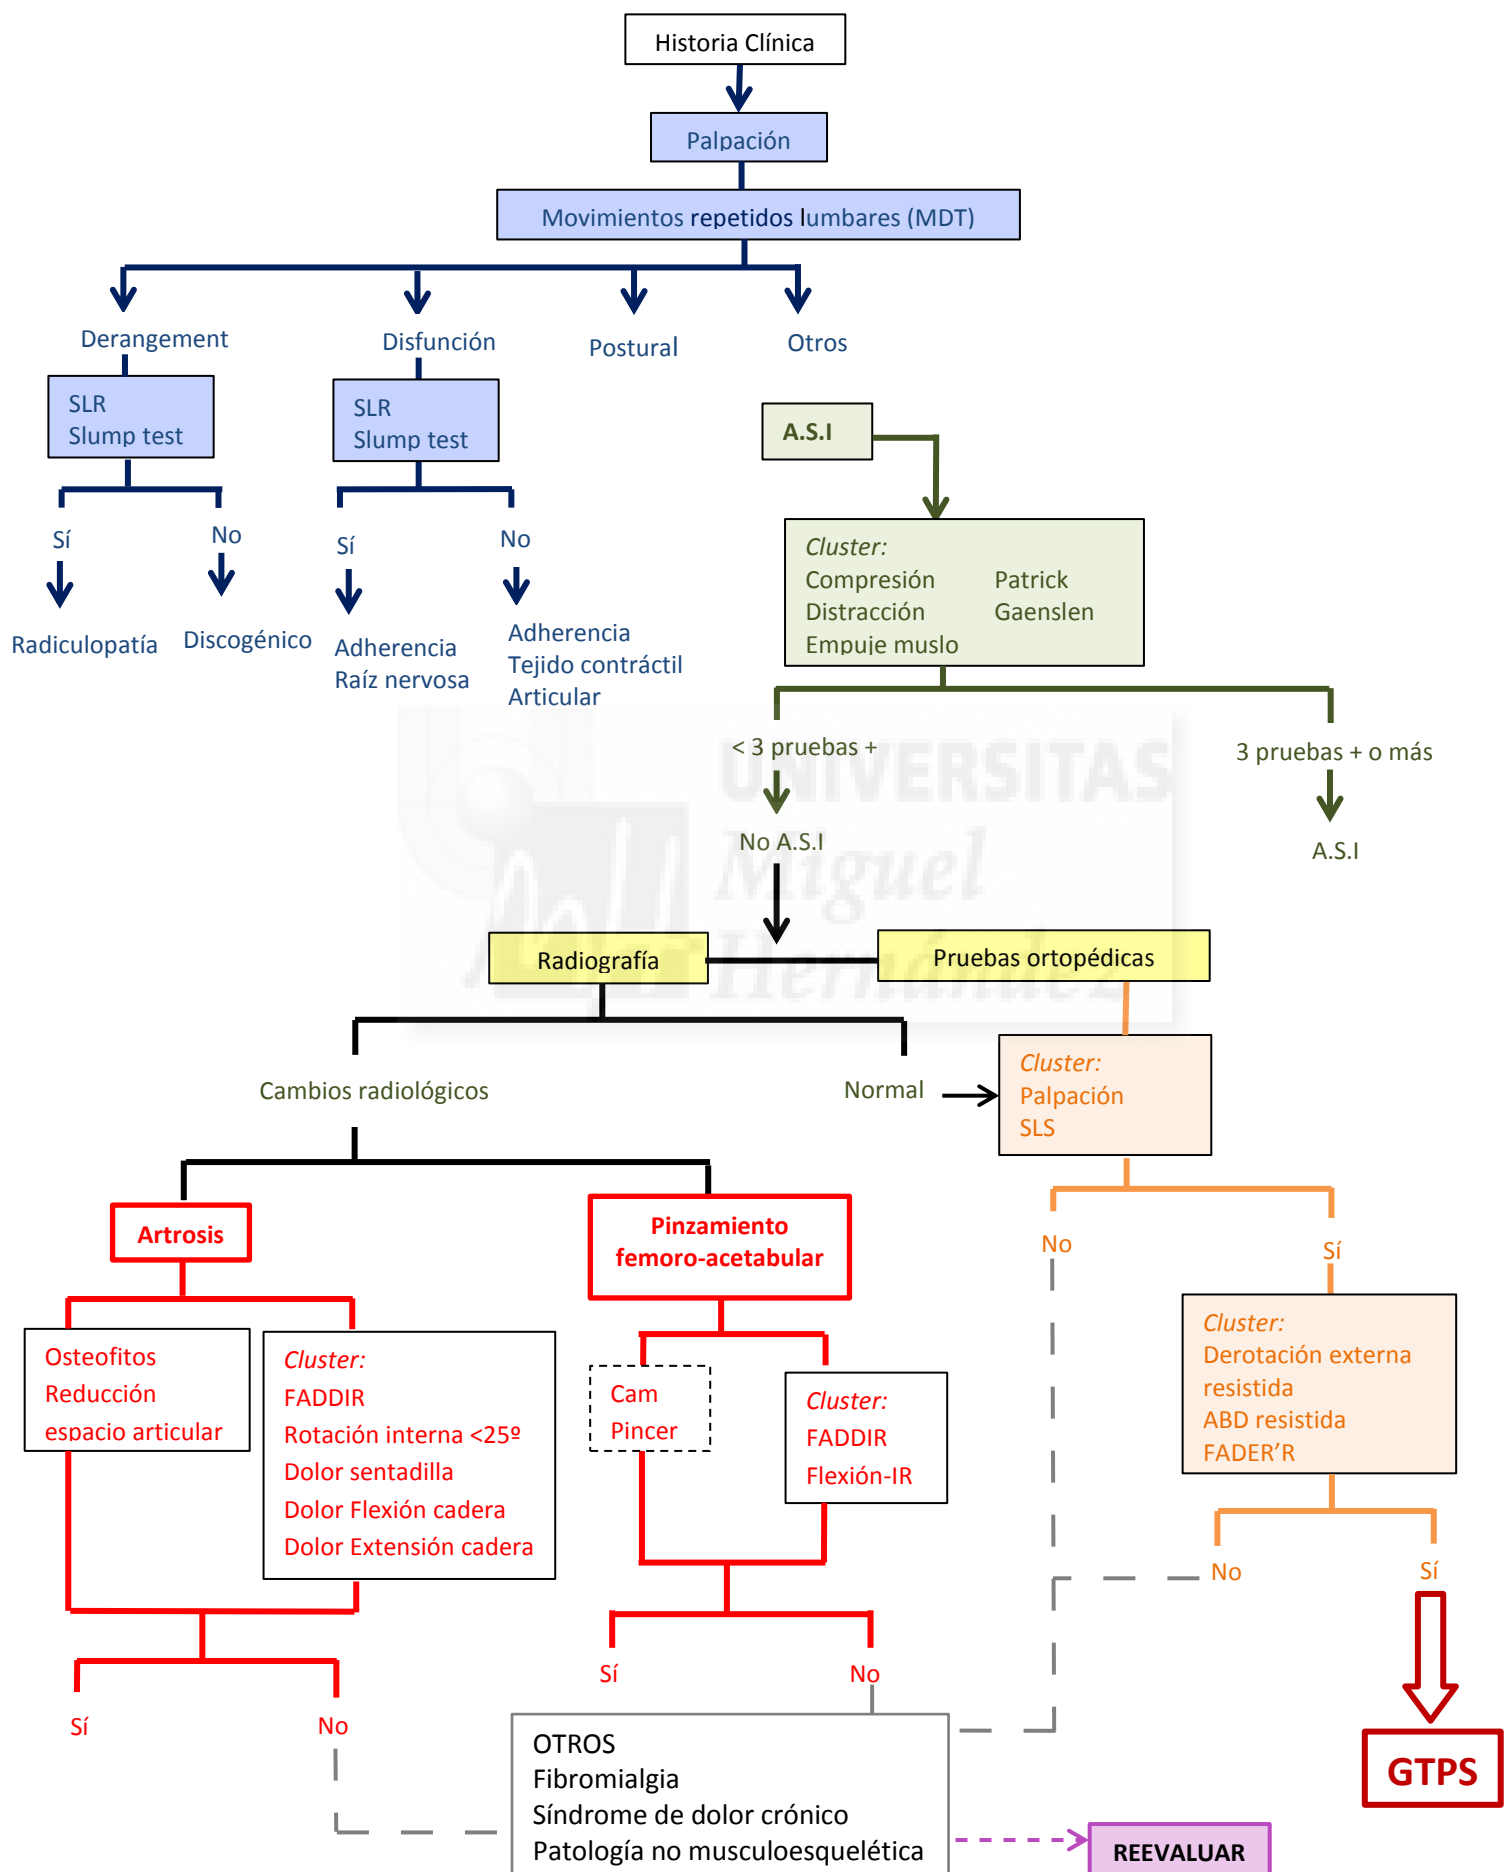 Historia Clínica
Palpación
Movimientos repetidos lumbares (MDT)
Derangement
Disfunción
Postural
Otros
SLR
Slump test
SLR
Slump test
A.S.I
Sí
No
Sí
No
Cluster:
Compresión Patrick
Distracción Gaenslen
Empuje muslo
Radiculopatía
Discogénico
Adherencia
Raíz nervosa
Adherencia
Tejido contráctil
Articular
< 3 pruebas +
3 pruebas + o más
UNIVERSITAS
Miguel
Hernández
No A.S.I
A.S.I
Radiografía
Pruebas ortopédicas
Cambios radiológicos
Normal
Cluster:
Palpación
SLS
Artrosis
Pinzamiento
femoro-acetabular
No
Sí
Osteofitos
Reducción
espacio articular
Cluster:
FADDIR
Rotación interna <25º
Dolor sentadilla
Dolor Flexión cadera
Dolor Extensión cadera
Cam
Pincer
Cluster:
FADDIR
Flexión-IR
Cluster:
Derotación externa
resistida
ABD resistida
FADER’R
No
Sí
Sí
No
Sí
No
OTROS
Fibromialgia
Síndrome de dolor crónico
Patología no musculoesquelética
REEVALUAR
GTPS